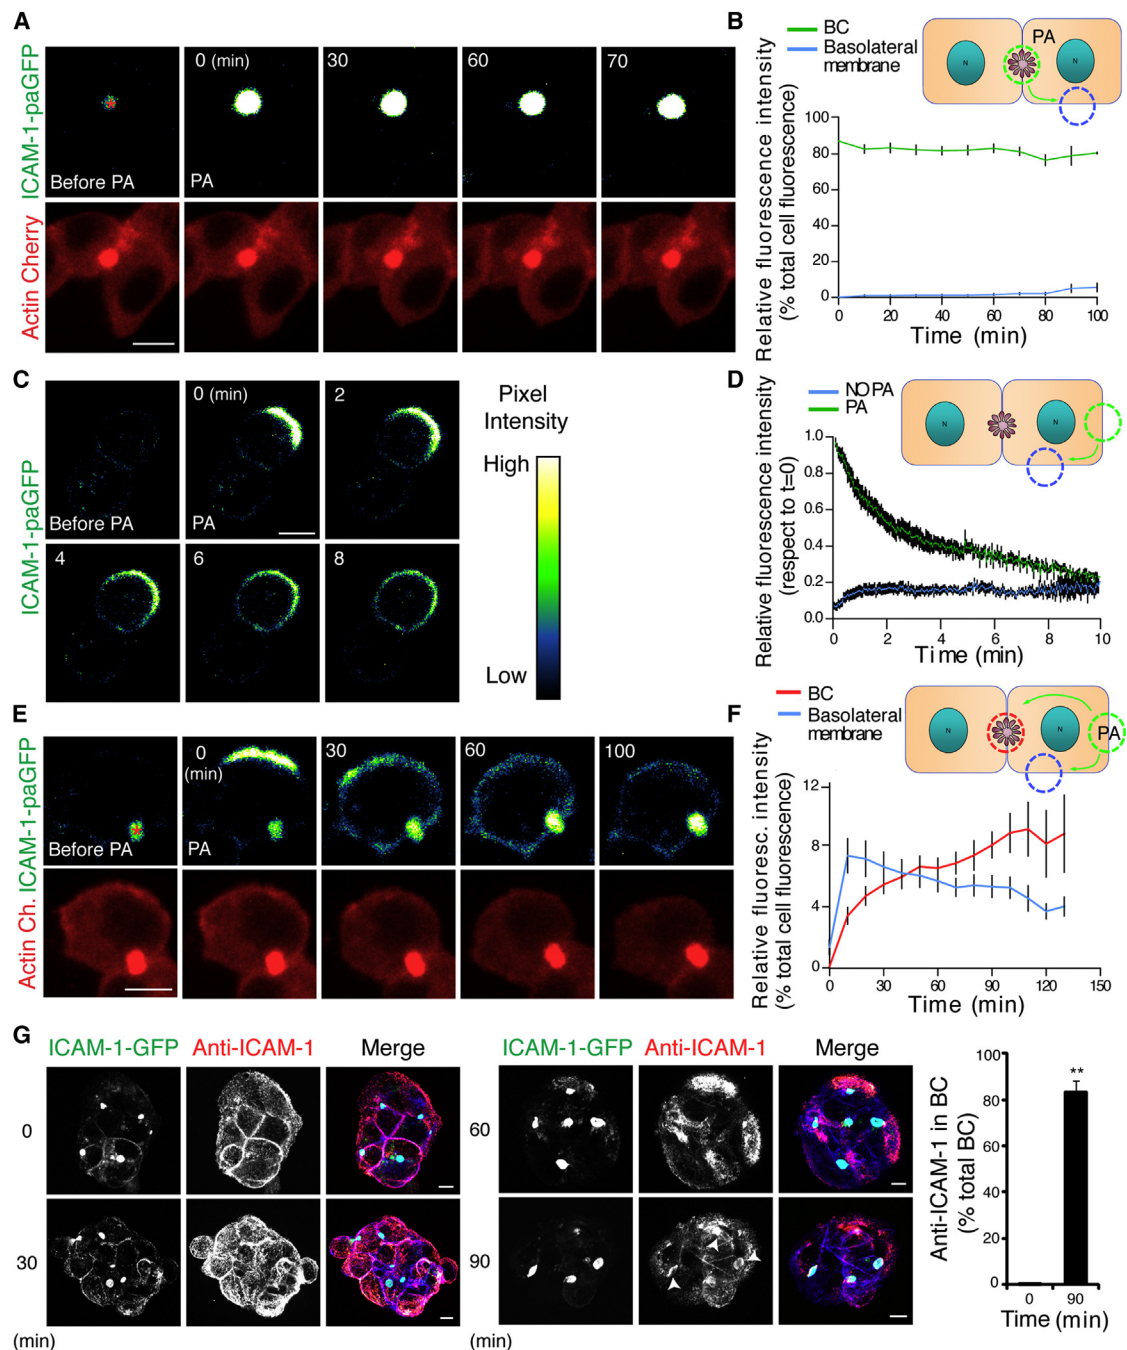 A
ICAM-1-paGFP
Before PA
0 (min)
PA
30
60
70
Actin Cherry
B
BC
Basolateral
membrane
PA
N
N
Relative fluorescence intensity
(% total cell fluorescence)
100
80
60
40
20
0
0 20 40 60 80 100
Time (min)
C
ICAM-1-paGFP
Before PA
0 (min)
PA
2
4
6
8
Pixel
Intensity
High
Low
D
NO PA
PA
N
N
Relative fluorescence intensity
(respect to t=0)
1.0
0.8
0.6
0.4
0.2
0.0
0 2 4 6 8 10
Time (min)
E
Actin Ch. ICAM-1-paGFP
Before PA
0
(min)
PA
30
60
100
F
BC
Basolateral
membrane
N
N
PA
Relative fluoresc. intensity
(% total cell fluorescence)
12
8
4
0
0 30 60 90 120 150
Time (min)
G
ICAM-1-GFP Anti-ICAM-1 Merge
0
30
(min)
ICAM-1-GFP Anti-ICAM-1 Merge
60
90
(min)
Anti-ICAM-1 in BC
(% total BC)
100
80
60
40
20
0
**
0 90
Time (min)